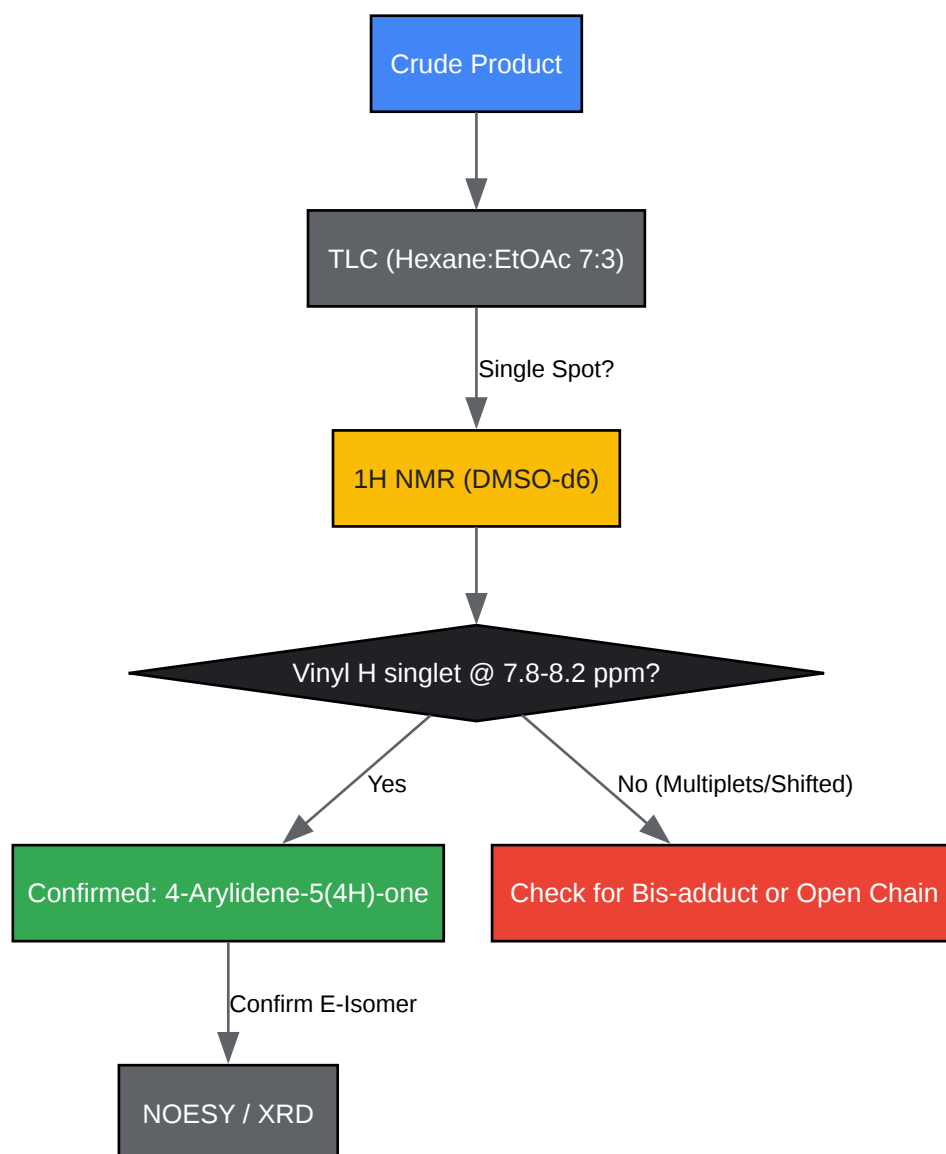 Crude Product
TLC (Hexane:EtOAc 7:3)
Single Spot?
1H NMR (DMSO-d6)
Vinyl H singlet @ 7.8-8.2 ppm?
Yes
No (Multiplets/Shifted)
Confirmed: 4-Arylidene-5(4H)-one
Check for Bis-adduct or Open Chain
Confirm E-Isomer
NOESY / XRD